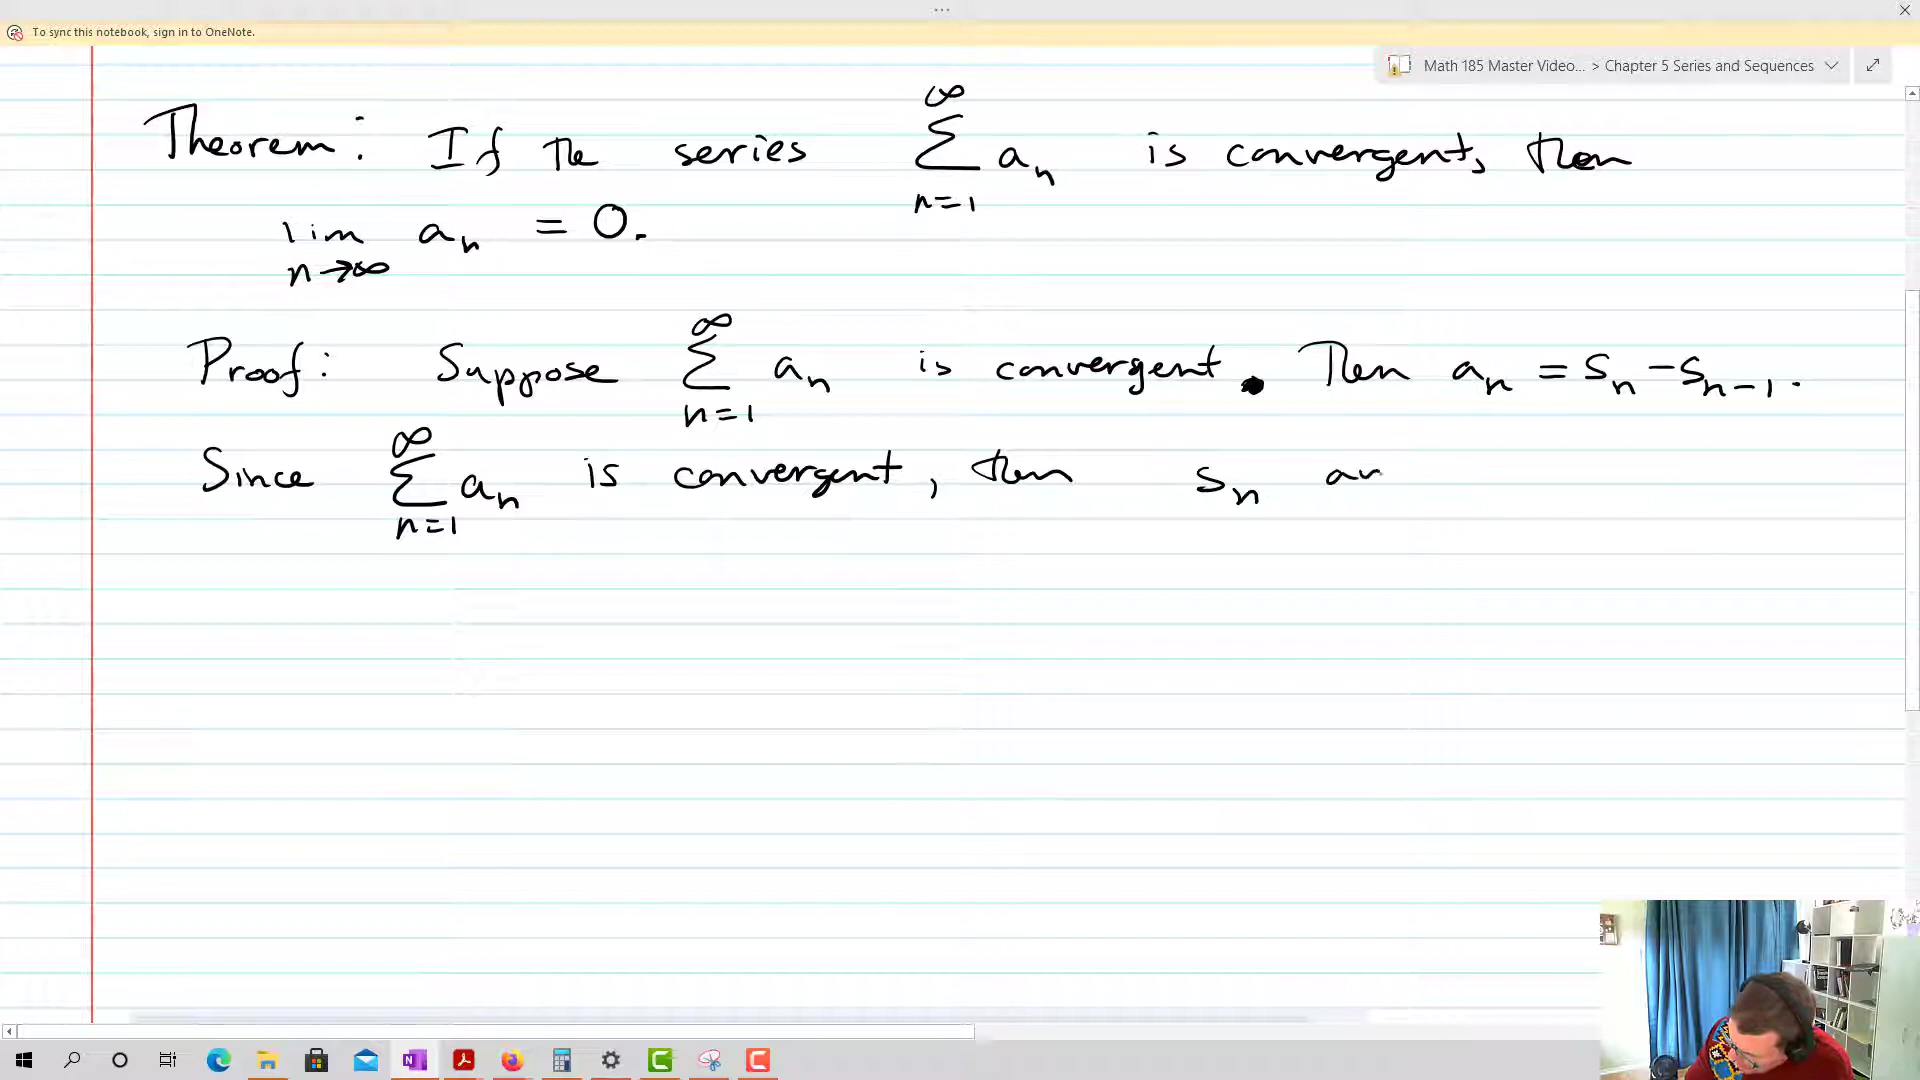 To sync this notebook, sign in to OneNote.
Math 185 Master Video... > Chapter 5 Series and Sequences
Theorem: If the series ∑_{n=1}^{∞} a_n is convergent, then
lim_{n→∞} a_n = 0.
Proof: Suppose ∑_{n=1}^{∞} a_n is convergent. Then a_n = S_n - S_{n-1}.
Since ∑_{n=1}^{∞} a_n is convergent, then S_n an